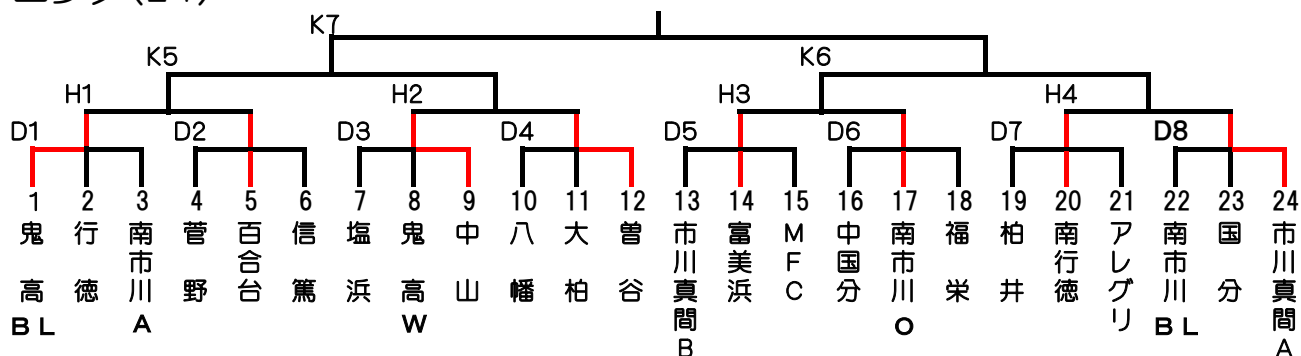 K7
K5 K6
H1 H2 H3 H4
D1 D2 D3 D4 D5 D6 D7 D8
1 2 3 4 5 6 7 8 9 10 11 12 13 14 15 16 17 18 19 20 21 22 23 24
鬼高BL
行徳
南市川A
菅野
百合台
信篤
塩浜
鬼高W
中山
八幡
大柏
曽谷
市川真間B
富美浜
MFC
中国分
南市川O
福栄
柏井
南行徳
アレグリ
南市川BL
国分
市川真間A